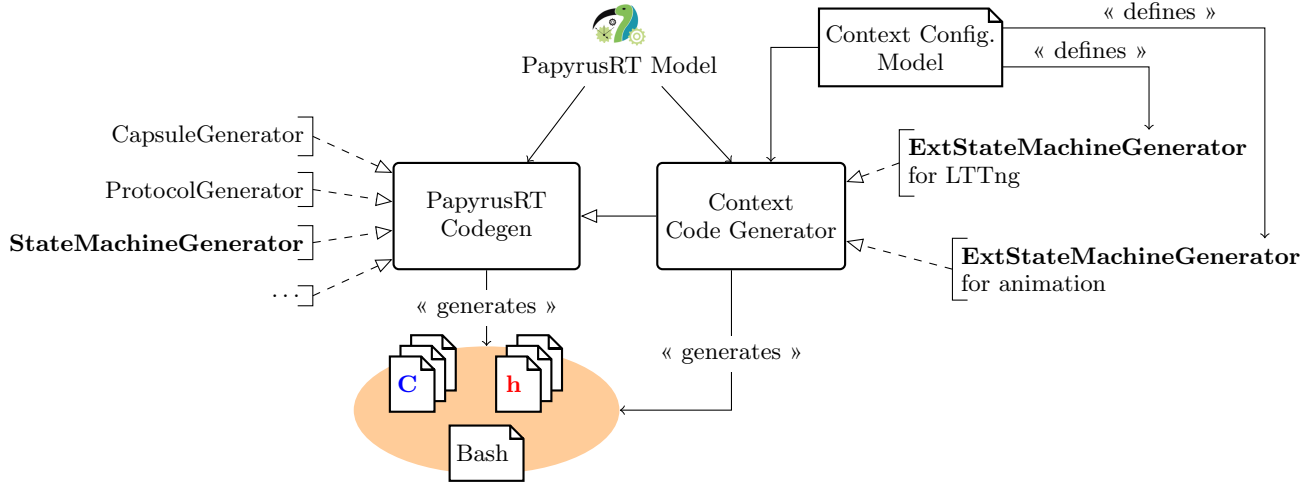 « defines »
Context Config.
Model
« defines »
PapyrusRT Model
CapsuleGenerator
ExtStateMachineGenerator
for LTTng
ProtocolGenerator
PapyrusRT
Codegen
Context
Code Generator
StateMachineGenerator
ExtStateMachineGenerator
for animation
...
« generates »
« generates »
C
h
Bash